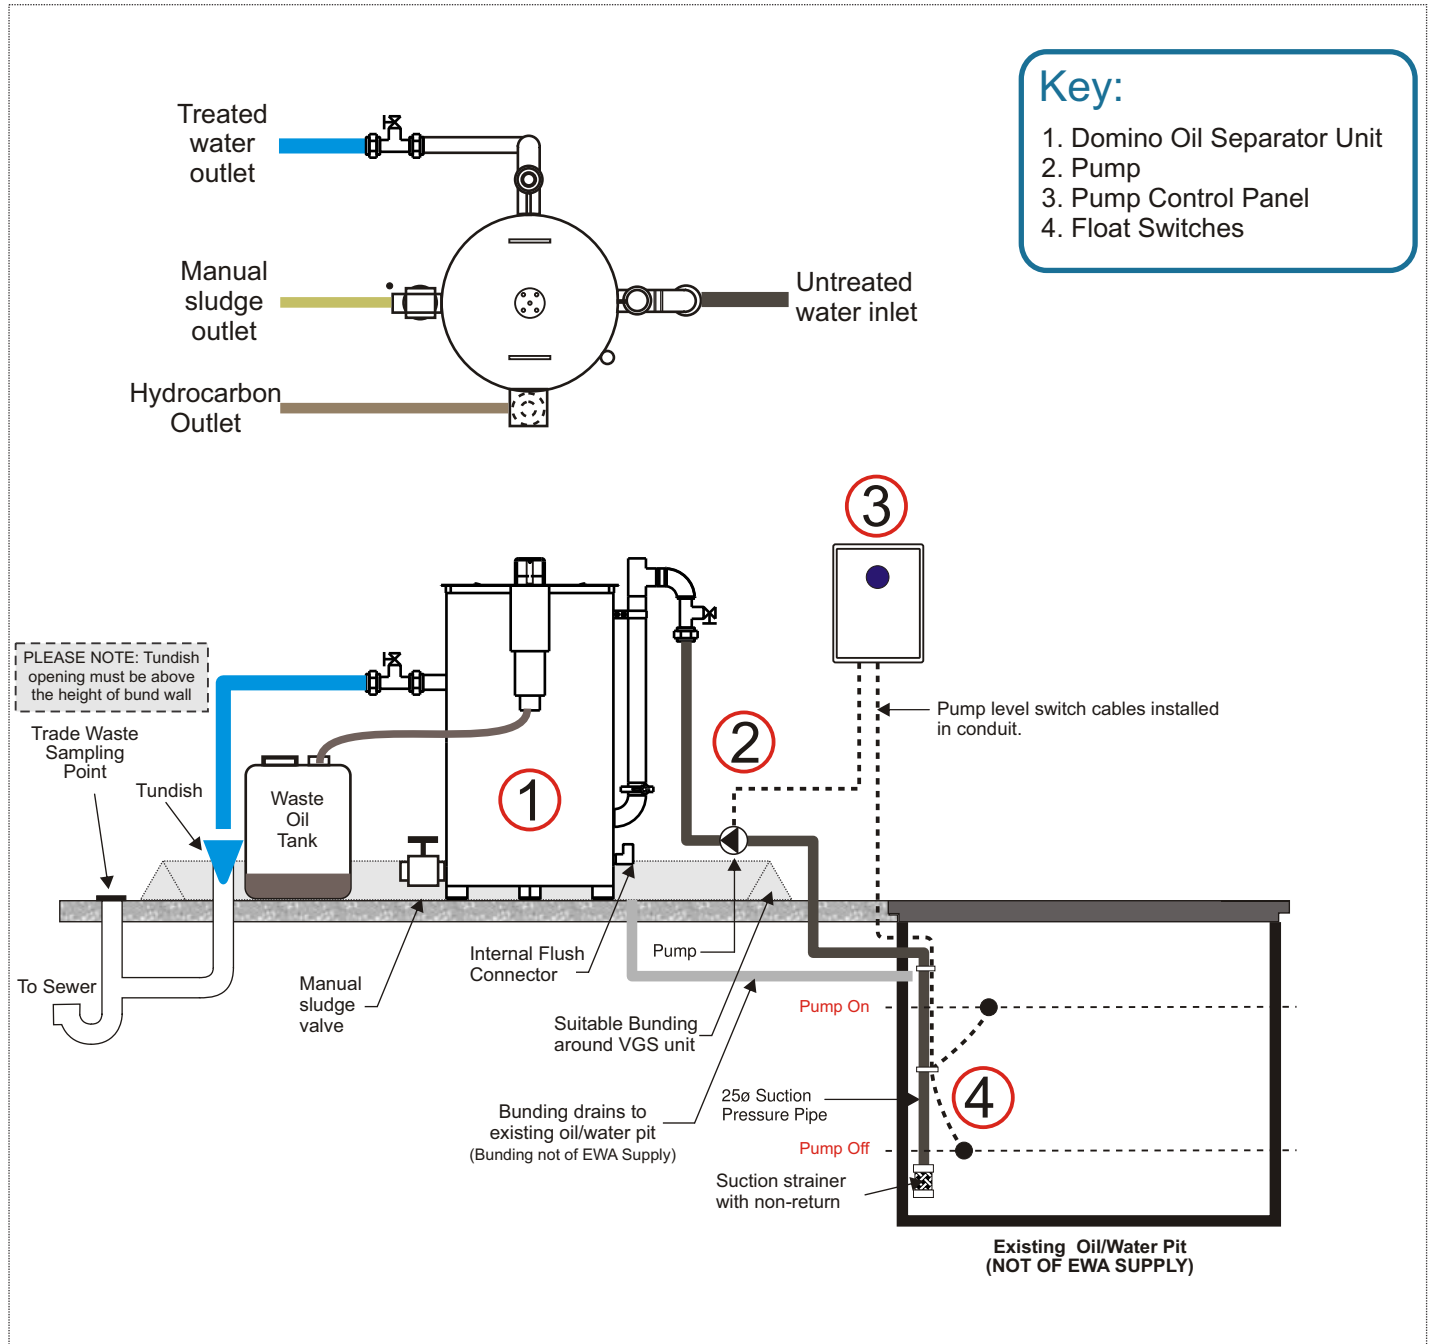 Key:
1. Domino Oil Separator Unit
2. Pump
3. Pump Control Panel
4. Float Switches
Treated
water
outlet
Manual
sludge
outlet
Untreated
water inlet
Hydrocarbon
Outlet
3
PLEASE NOTE: Tundish
opening must be above
the height of bund wall
Trade Waste
Sampling
Point
Tundish
Waste
Oil
Tank
1
2
Pump level switch cables installed
in conduit.
To Sewer
Manual
sludge
valve
Internal Flush
Connector
Pump
Suitable Bunding
around VGS unit
Bunding drains to
existing oil/water pit
(Bunding not of EWA Supply)
Pump On
4
25ø Suction
Pressure Pipe
Pump Off
Suction strainer
with non-return
Existing Oil/Water Pit
(NOT OF EWA SUPPLY)